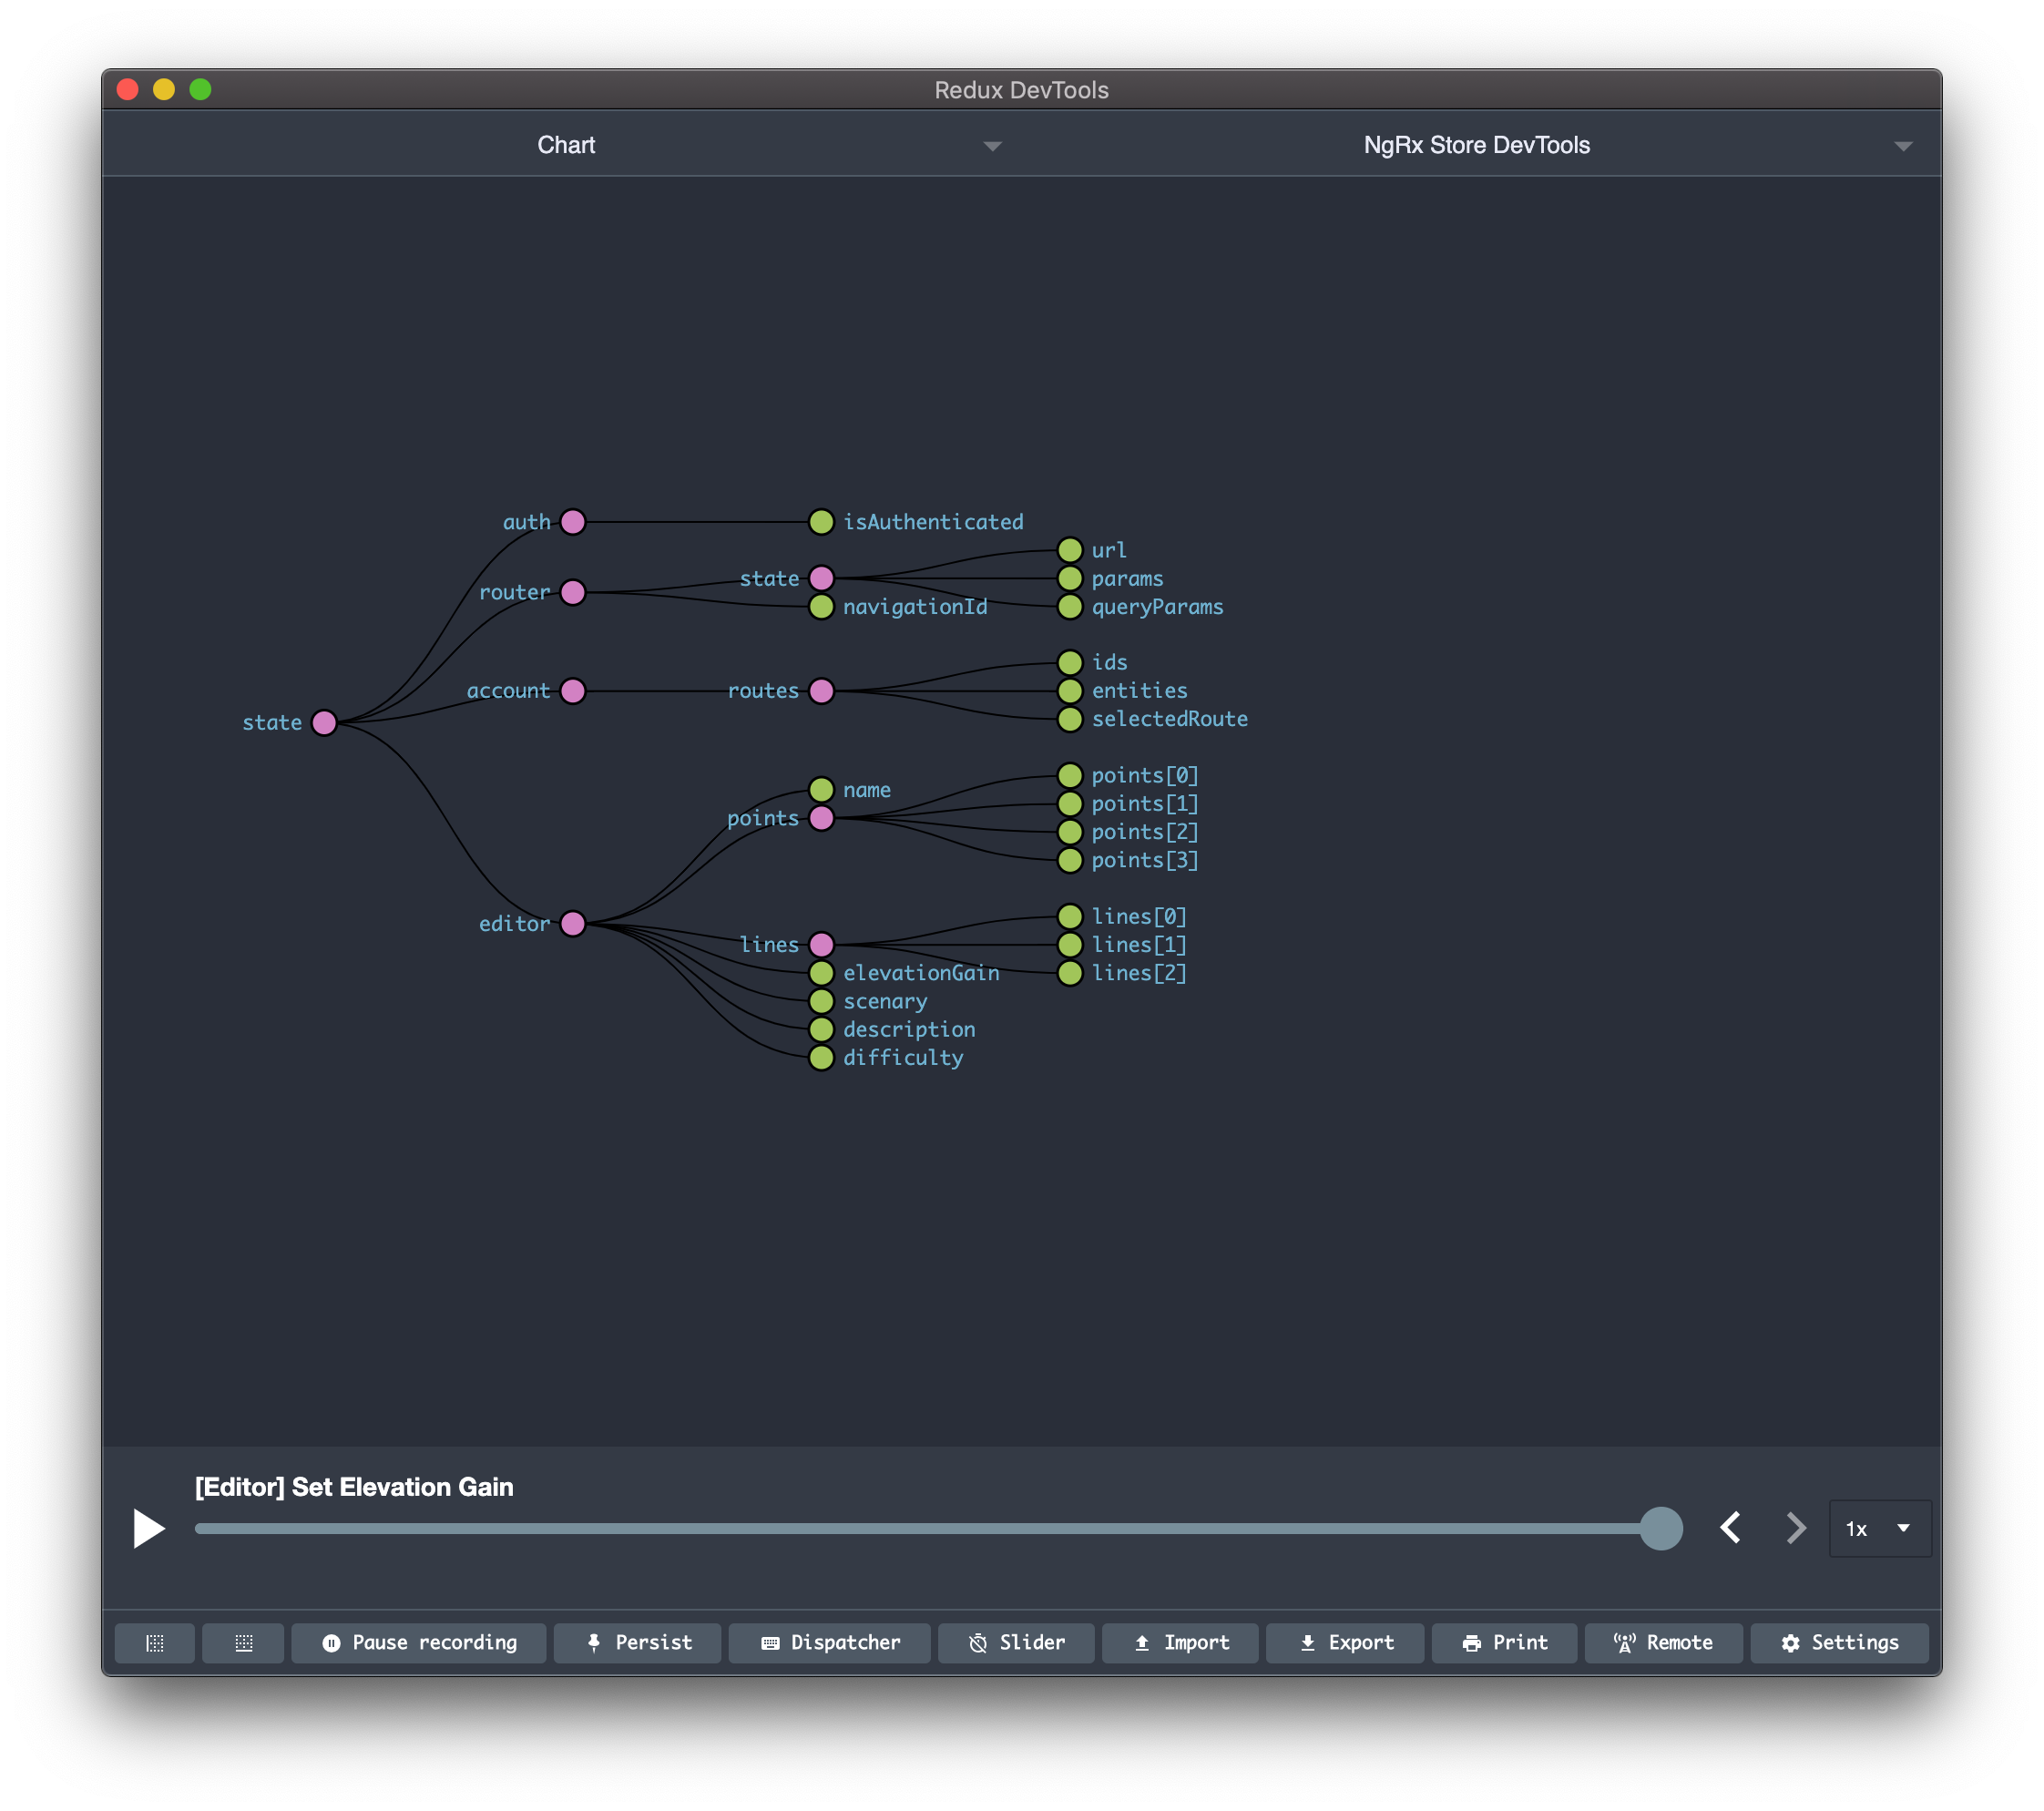 Redux DevTools
Chart
NgRx Store DevTools
auth
isAuthenticated
url
state
params
router
navigationId
queryParams
ids
account
routes
entities
selectedRoute
state
points[0]
name
points[1]
points
points[2]
points[3]
lines[0]
editor
lines
lines[1]
elevationGain
lines[2]
scenary
description
difficulty
[Editor] Set Elevation Gain
1x
Pause recording
Persist
Dispatcher
Slider
Import
Export
Print
Remote
Settings